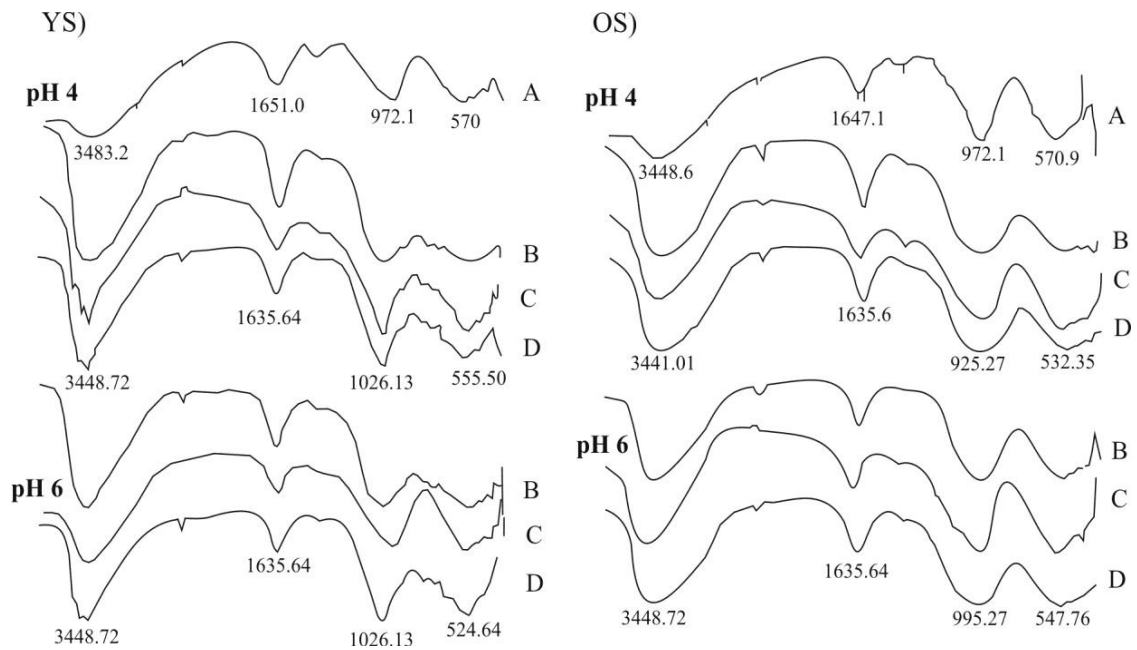 YS)
pH 4
3483.2
1651.0
972.1
570
A
B
C
D
3448.72
1635.64
1026.13
555.50
pH 6
B
C
D
3448.72
1635.64
1026.13
524.64
OS)
pH 4
3448.6
1647.1
972.1
570.9
A
B
C
D
3441.01
1635.6
925.27
532.35
pH 6
B
C
D
3448.72
1635.64
995.27
547.76